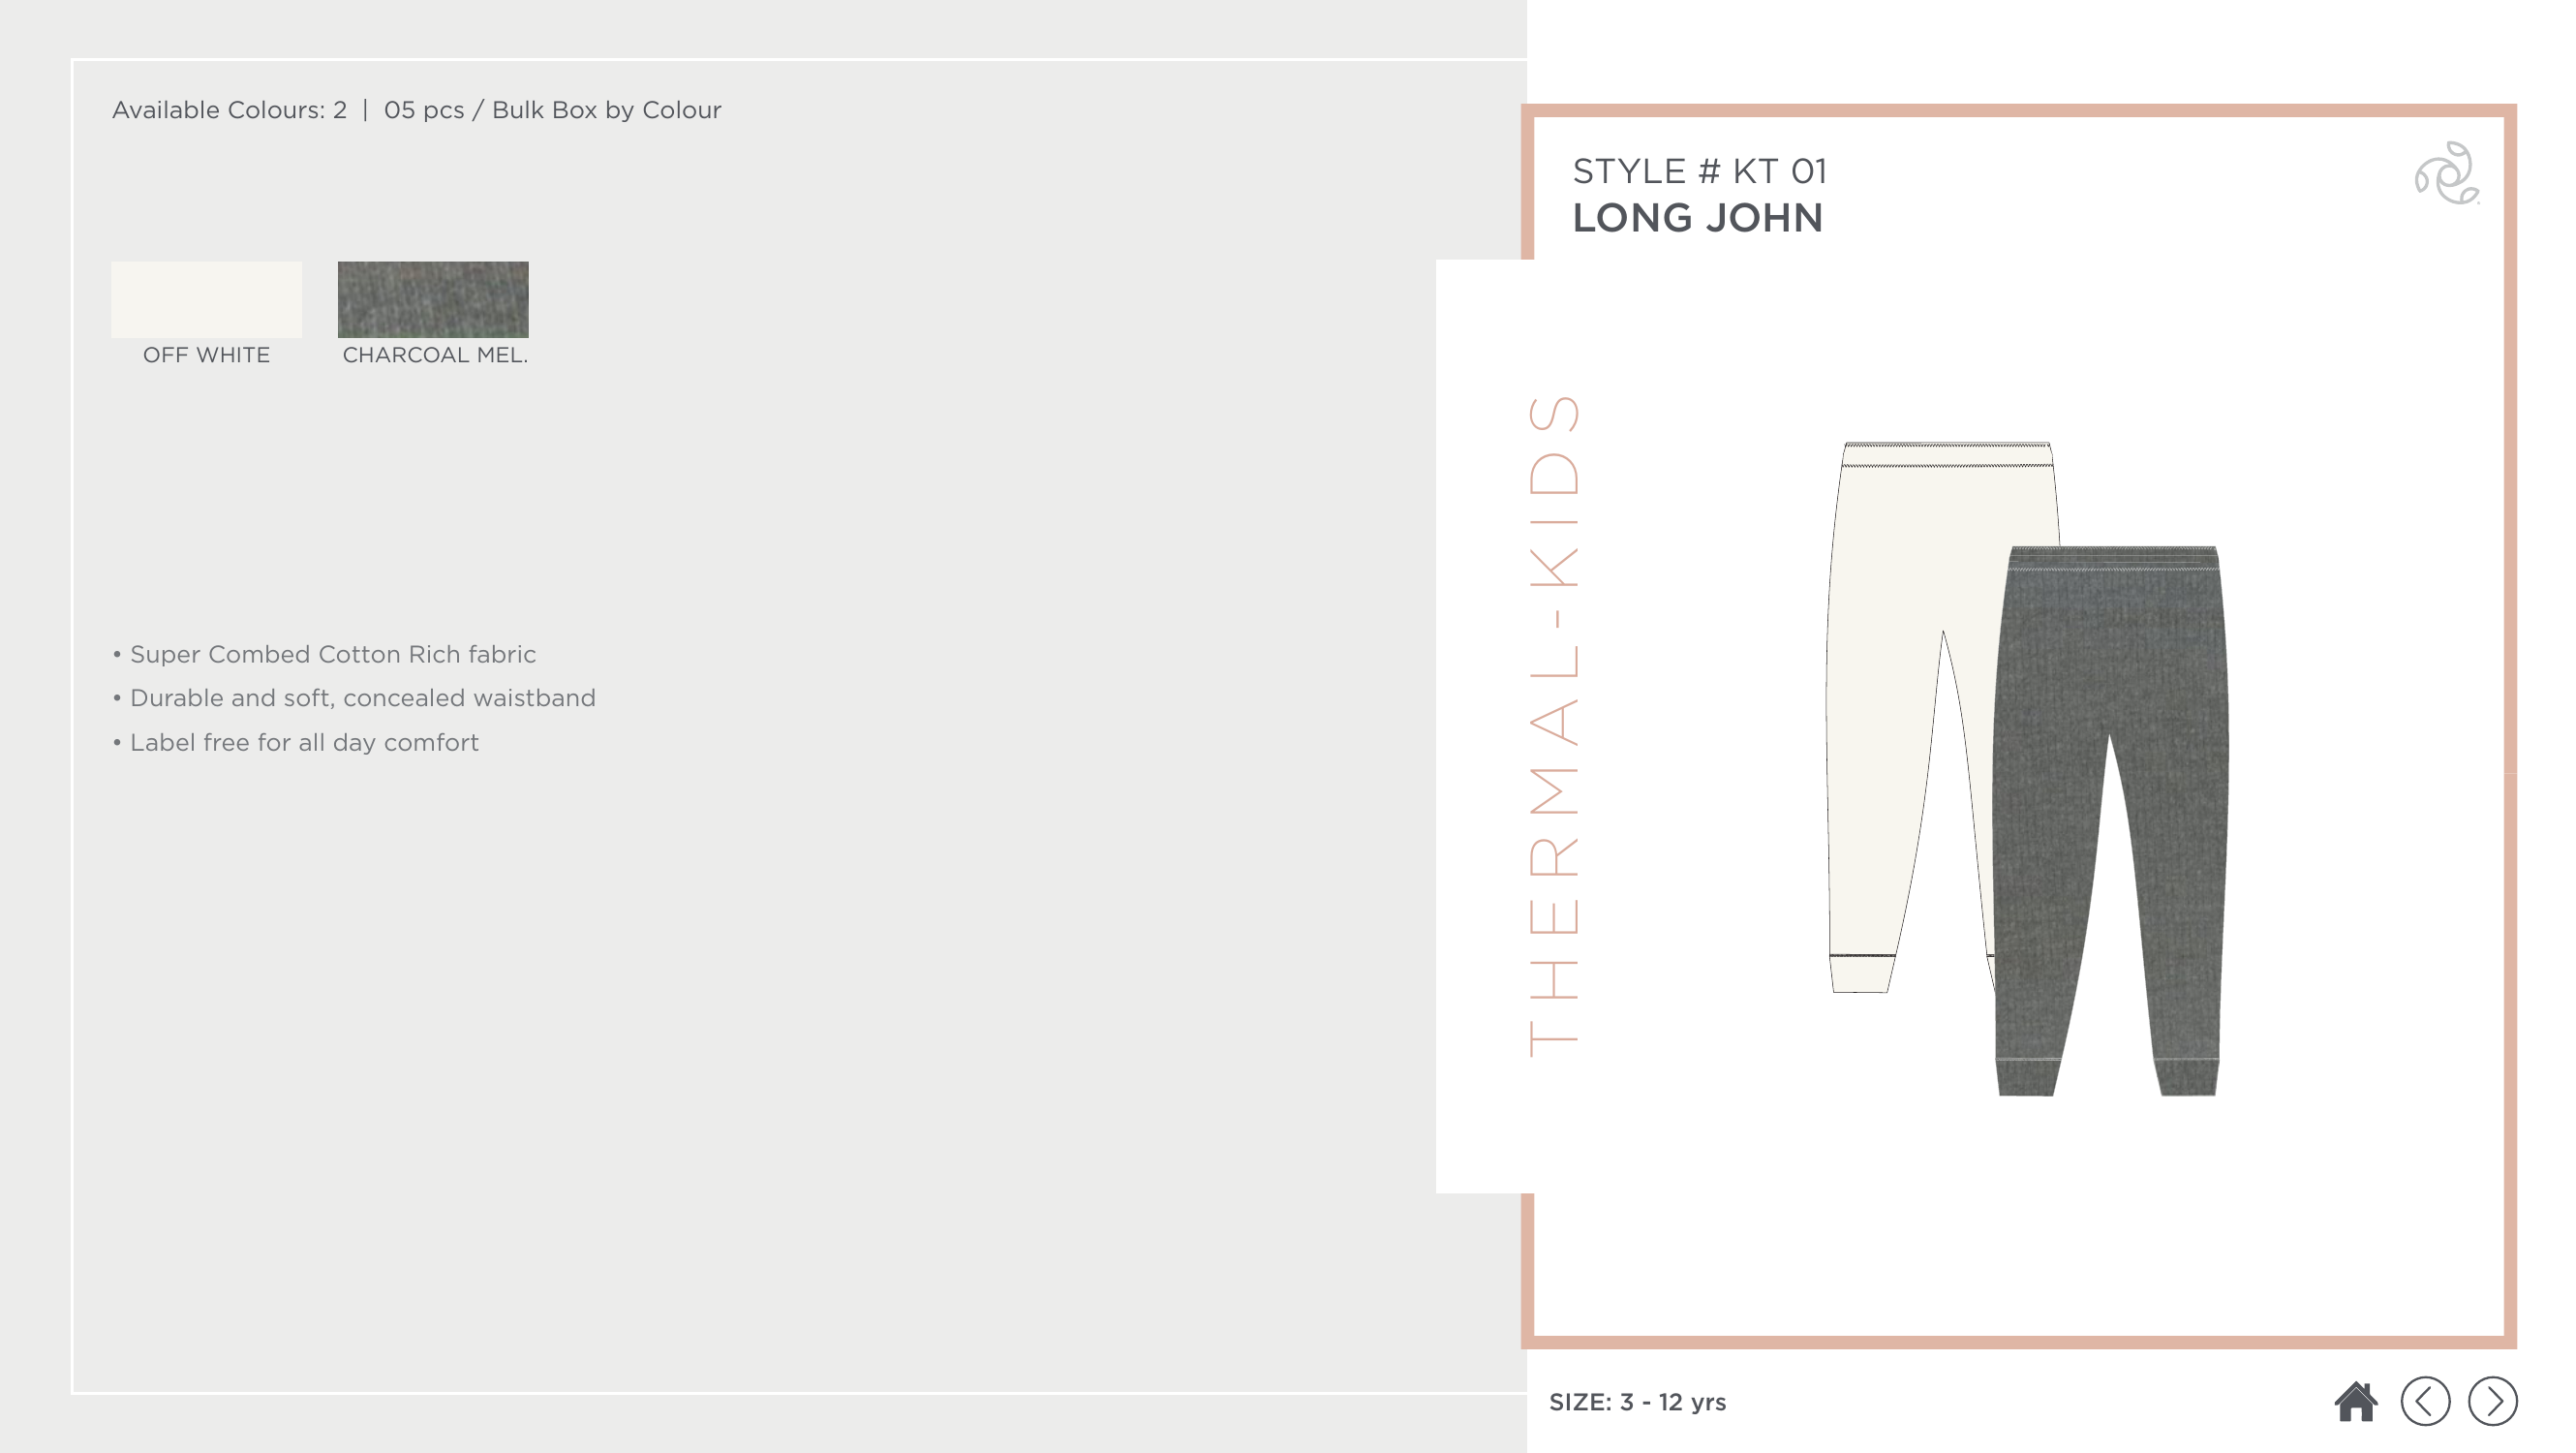 Available Colours: 2 | 05 pcs / Bulk Box by Colour
OFF WHITE
CHARCOAL MEL.
• Super Combed Cotton Rich fabric
• Durable and soft, concealed waistband
• Label free for all day comfort
STYLE # KT 01
LONG JOHN
THERMAL-KIDS
SIZE: 3 - 12 yrs